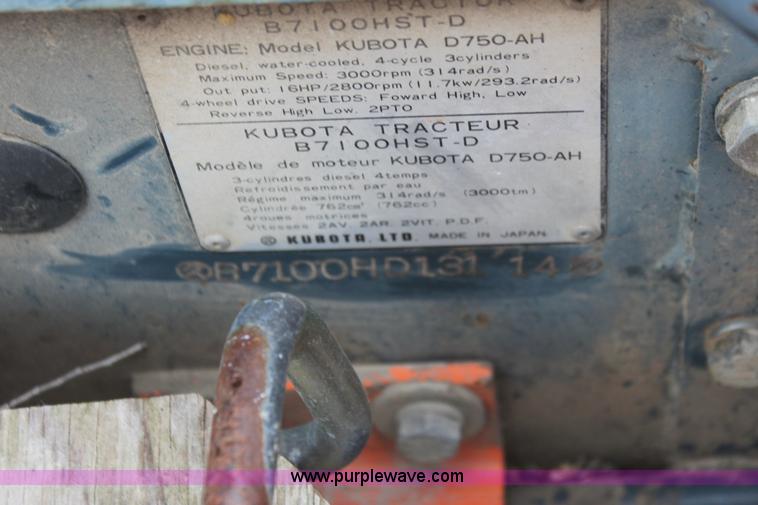 KUBOTA TRACTOR
B7100HST-D
ENGINE: Model KUBOTA D750-AH
Diesel, water-cooled, 4-cycle 3cylinders
Maximum Speed: 3000rpm (314rad/s)
Out put: 16HP/2800rpm (11.7kw/293.2rad/s)
4-wheel drive SPEEDS: Foward High, Low
Reverse High Low, 2PTO
KUBOTA TRACTEUR
B7100HST-D
Modèle de moteur KUBOTA D750-AH
3-cylindres diesel 4temps
Refroidissement par eau
Régime maximum 314rad/s (3000tm)
Cylindrée 762cm³ (762cc)
4roues motrices
Vitesses 2AV, 2AR, 2VIT, P.D.F.
KUBOTA, LTD. MADE IN JAPAN
B7100HD131 14
www.purplewave.com